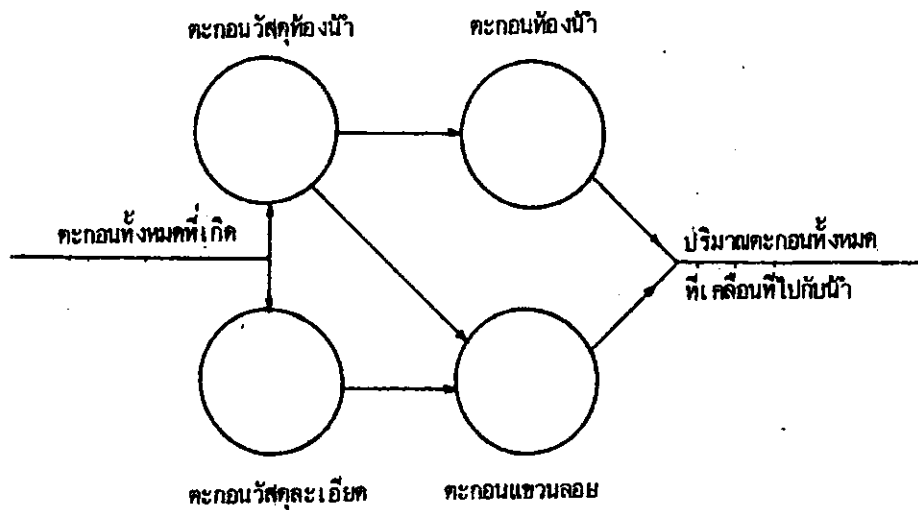 ตะกอนวัสดุท้องน้ำ
ตะกอนท้องน้ำ
ตะกอนทั้งหมดที่เกิด
ปริมาณตะกอนทั้งหมด
ที่เคลื่อนที่ไปกับน้ำ
ตะกอนวัสดุละเอียด
ตะกอนแขวนลอย